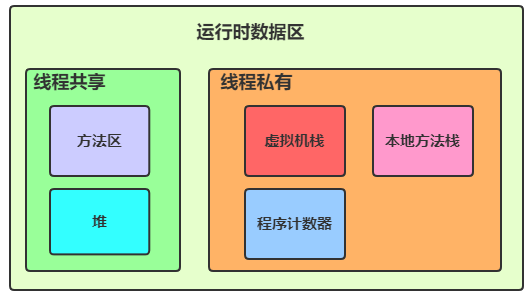 运行时数据区
线程共享
线程私有
方法区
虚拟机栈
本地方法栈
堆
程序计数器